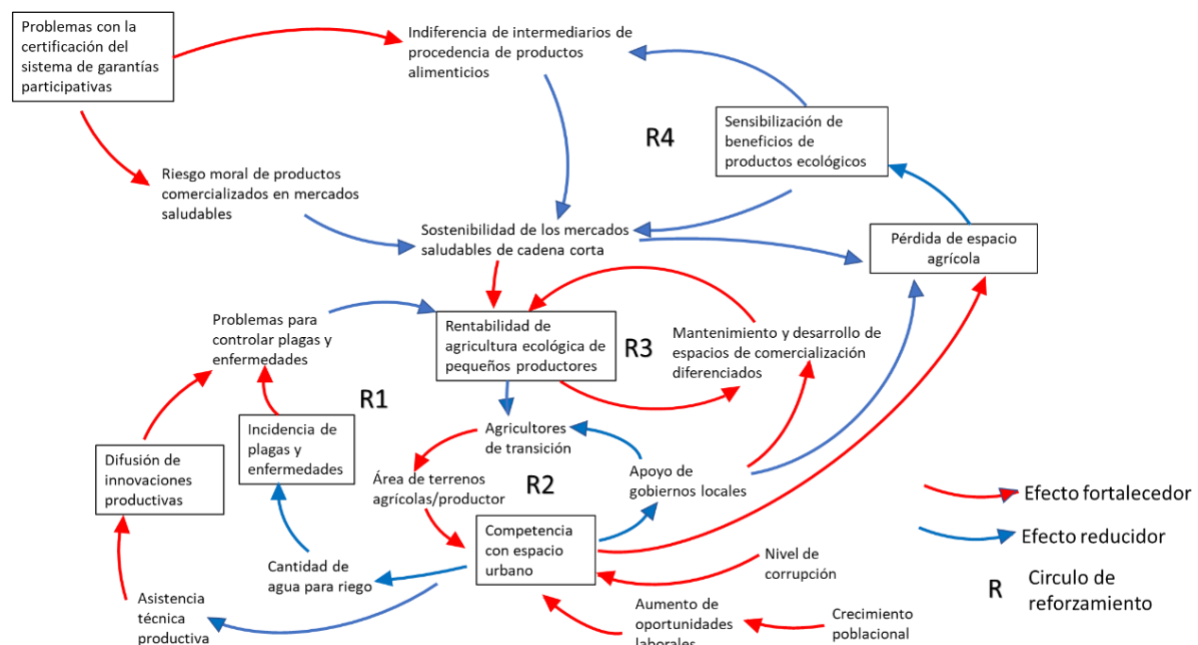 Problemas con la
certificación del
sistema de garantías
participativas
Indiferencia de intermediarios de
procedencia de productos
alimenticios
R4
Sensibilización de
beneficios de
productos ecológicos
Riesgo moral de productos
comercializados en mercados
saludables
Sostenibilidad de los mercados
saludables de cadena corta
Pérdida de espacio
agrícola
Problemas para
controlar plagas y
enfermedades
Rentabilidad de
agricultura ecológica de
pequeños productores
R3
Mantenimiento y desarrollo de
espacios de comercialización
diferenciados
R1
Incidencia de
plagas y
enfermedades
Agricultores
de transición
Difusión de
innovaciones
productivas
Área de terrenos
agrícolas/productor
R2
Apoyo de
gobiernos locales
Efecto fortalecedor
Competencia
con espacio
urbano
Efecto reducidor
Cantidad de
agua para riego
Nivel de
corrupción
R
Circulo de
reforzamiento
Asistencia
técnica
productiva
Aumento de
oportunidades
laborales
Crecimiento
poblacional